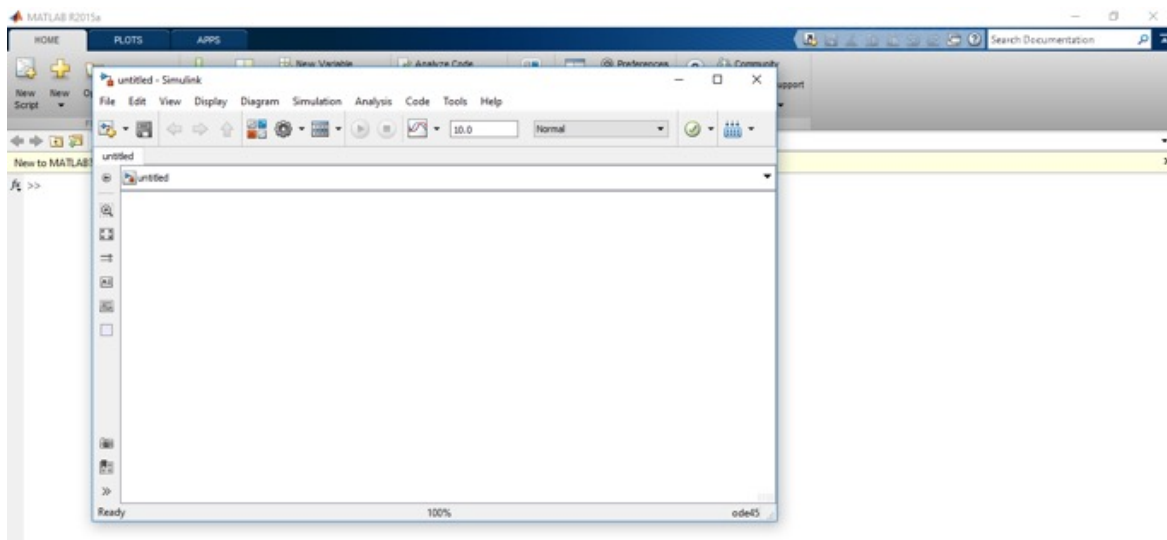 MATLAB R2015a
HOME PLOTS APPS
Search Documentation
New Variable Analyze Code Preferences Community
New Script New
untitled - Simulink
File Edit View Display Diagram Simulation Analysis Code Tools Help
10.0 Normal
untitled
New to MATLAB?
untitled
fx >>
Ready 100% ode45